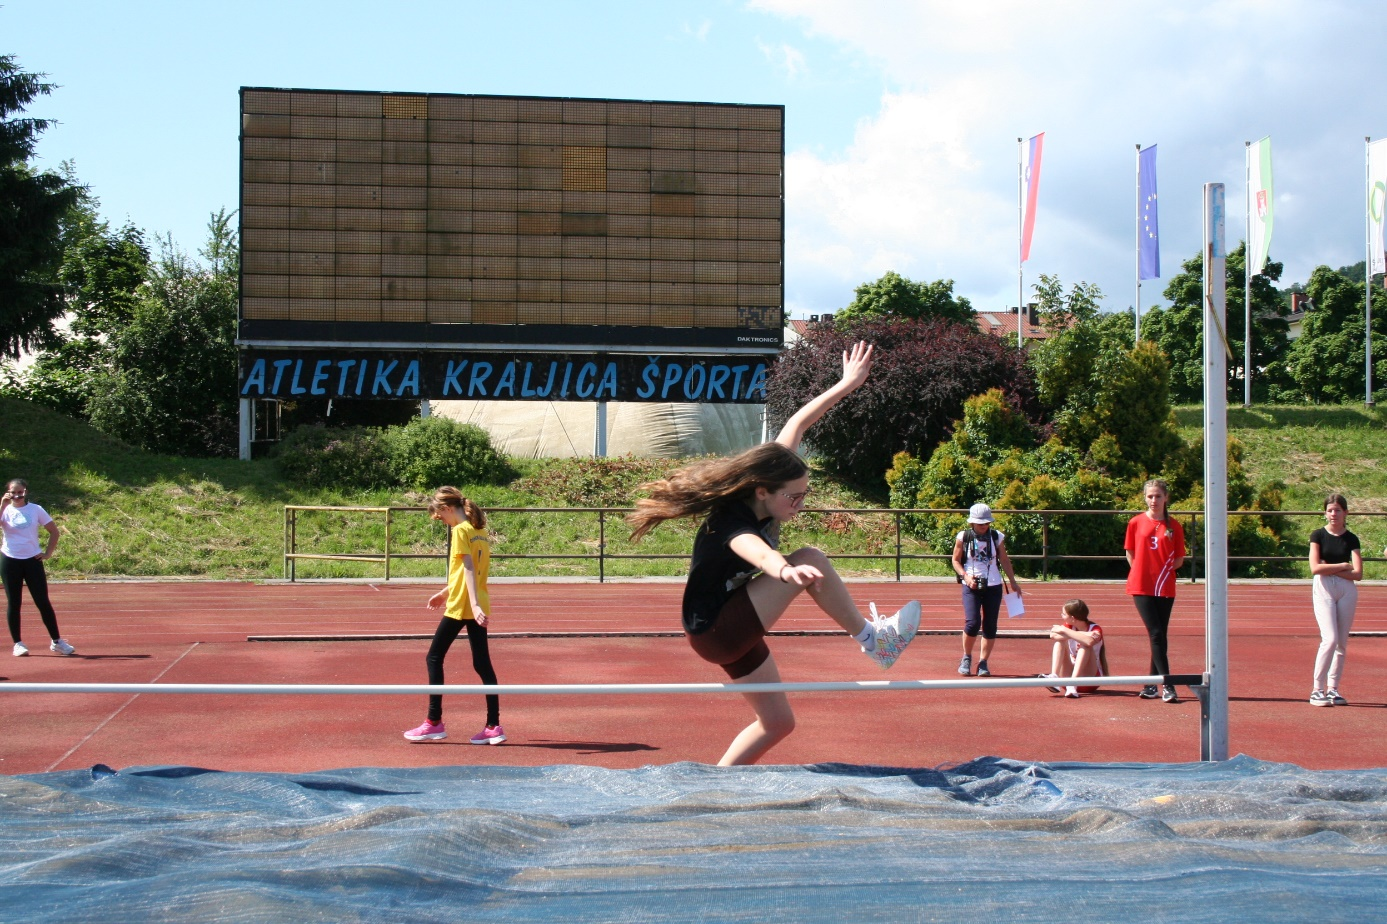 DAKTRONICS
ATLETIKA KRALJICA ŠPORTA
3